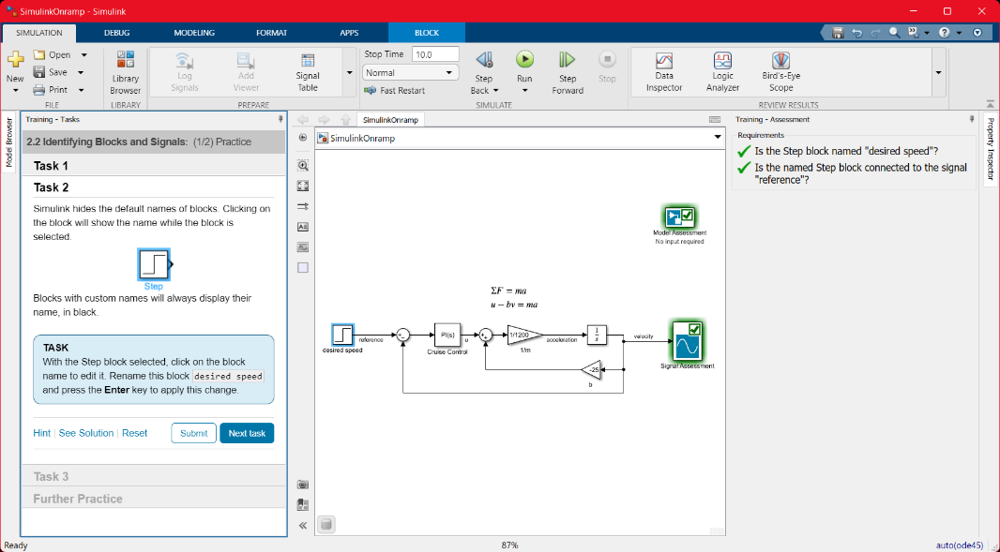 SimulinkOnramp - Simulink
SIMULATION DEBUG MODELING FORMAT APPS BLOCK
New
Open
Save
Print
FILE
Library
Browser
LIBRARY
Log
Signals
Add
Viewer
Signal
Table
PREPARE
Stop Time 10.0
Normal
Fast Restart
Step
Back
Run
Step
Forward
Stop
SIMULATE
Data
Inspector
Logic
Analyzer
Bird's-Eye
Scope
REVIEW RESULTS
Model Browser
Training - Tasks
2.2 Identifying Blocks and Signals: (1/2) Practice
Task 1
Task 2
Simulink hides the default names of blocks. Clicking on
the block will show the name while the block is
selected.
Step
Blocks with custom names will always display their
name, in black.
TASK
With the Step block selected, click on the block
name to edit it. Rename this block desired speed
and press the Enter key to apply this change.
Hint See Solution Reset Submit Next task
Task 3
Further Practice
SimulinkOnramp
SimulinkOnramp
Model Assessment
No input required
ΣF = ma
u − bv = ma
desired speed
reference
PI(s)
Cruise Control
u
1/1200
1/m
acceleration
1
s
velocity
Signal Assessment
-25
b
Training - Assessment
Requirements
Is the Step block named "desired speed"?
Is the named Step block connected to the signal
"reference"?
Property Inspector
Ready 87% auto(ode45)